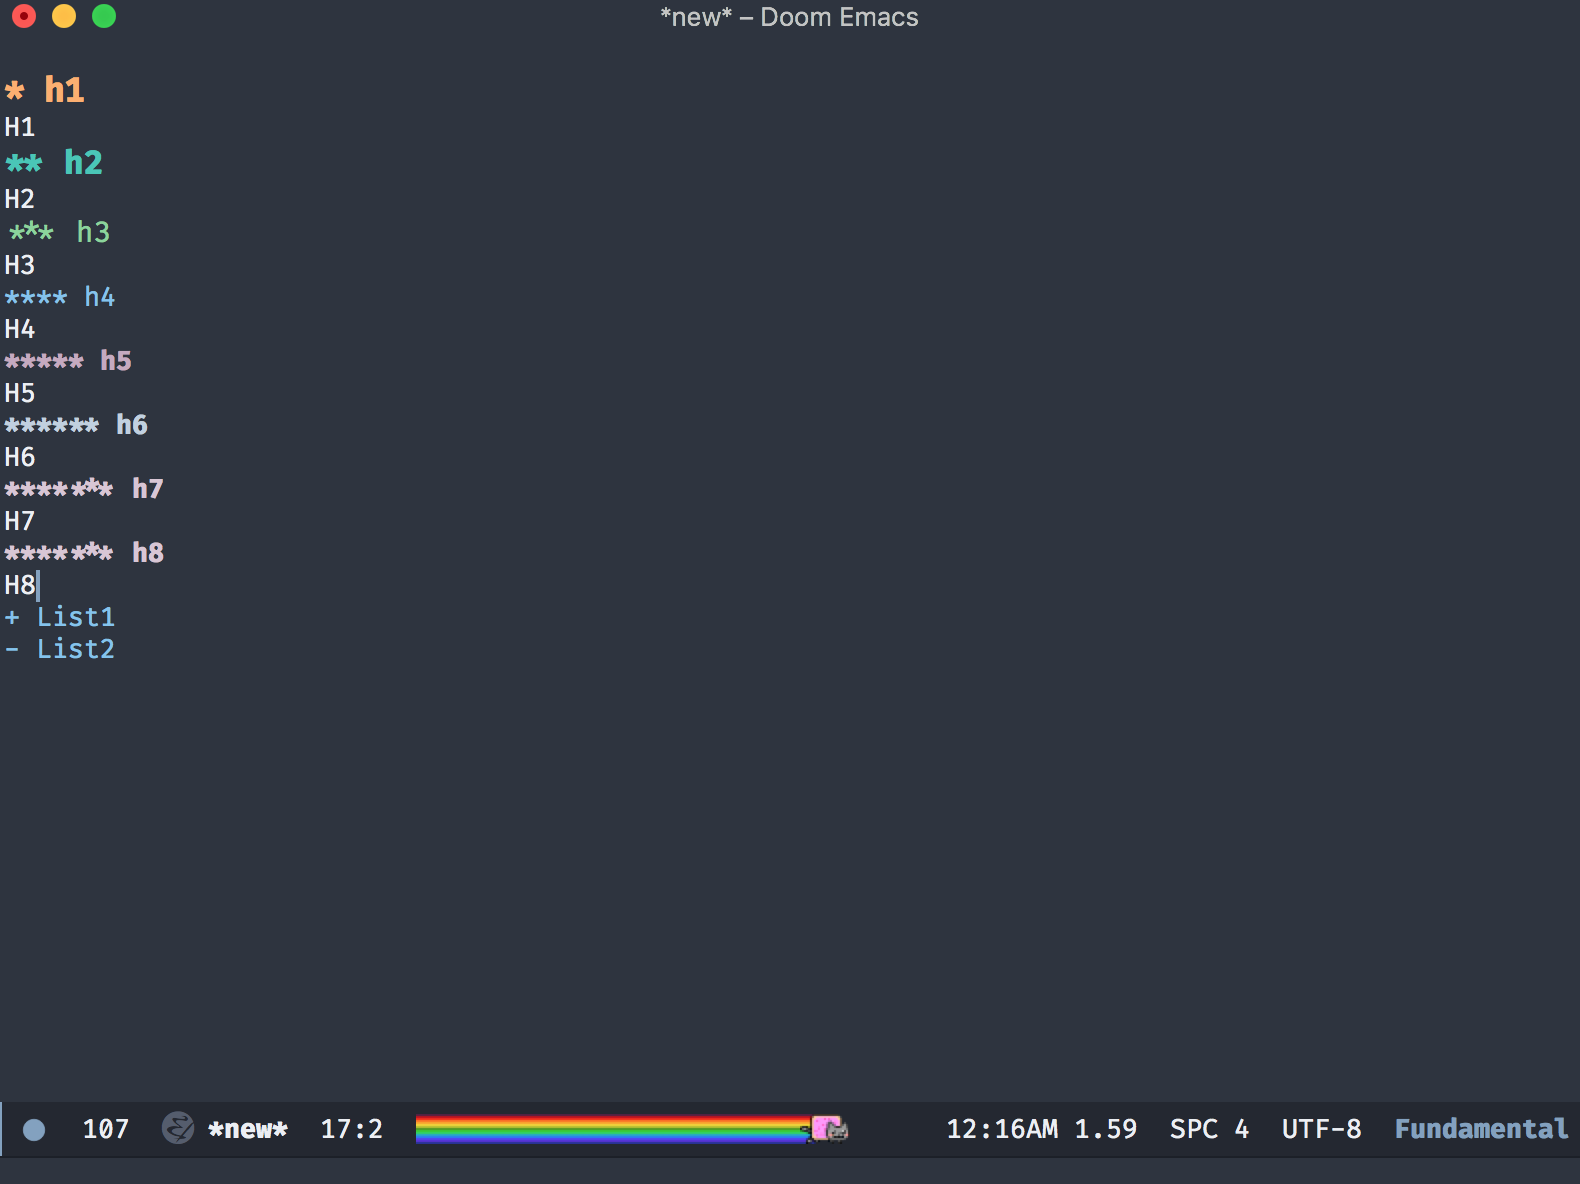 *new* – Doom Emacs
* h1
H1
** h2
H2
*** h3
H3
**** h4
H4
***** h5
H5
****** h6
H6
******* h7
H7
******* h8
H8
+ List1
- List2
107 *new* 17:2 12:16AM 1.59 SPC 4 UTF-8 Fundamental